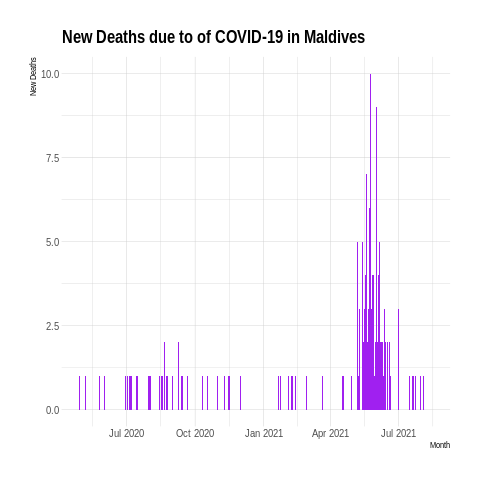 New Deaths due to of COVID-19 in Maldives
New Deaths
10.0
7.5
5.0
2.5
0.0
Jul 2020 Oct 2020 Jan 2021 Apr 2021 Jul 2021
Month